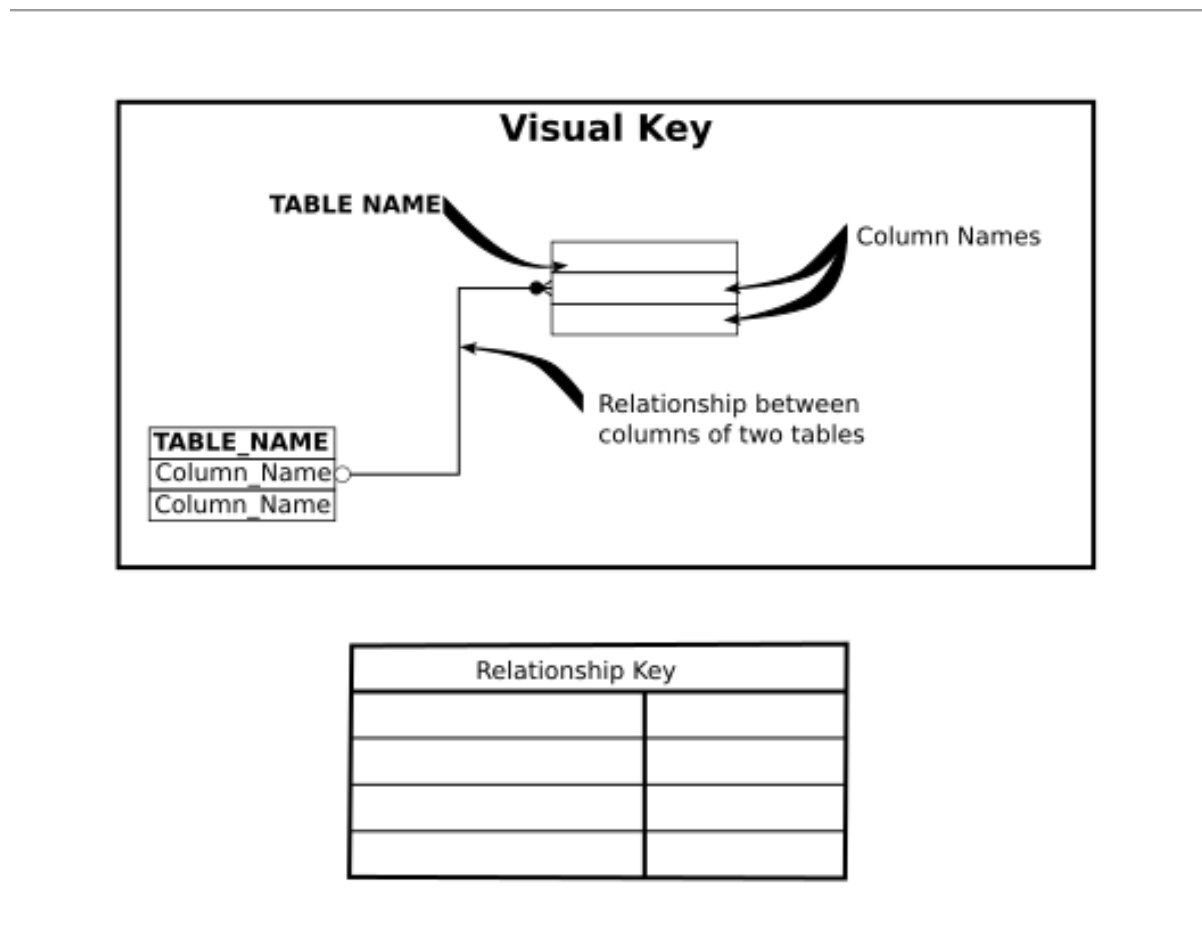 Visual Key
TABLE NAME
Column Names
Relationship between
columns of two tables
TABLE_NAME
Column_Name
Column_Name
Relationship Key